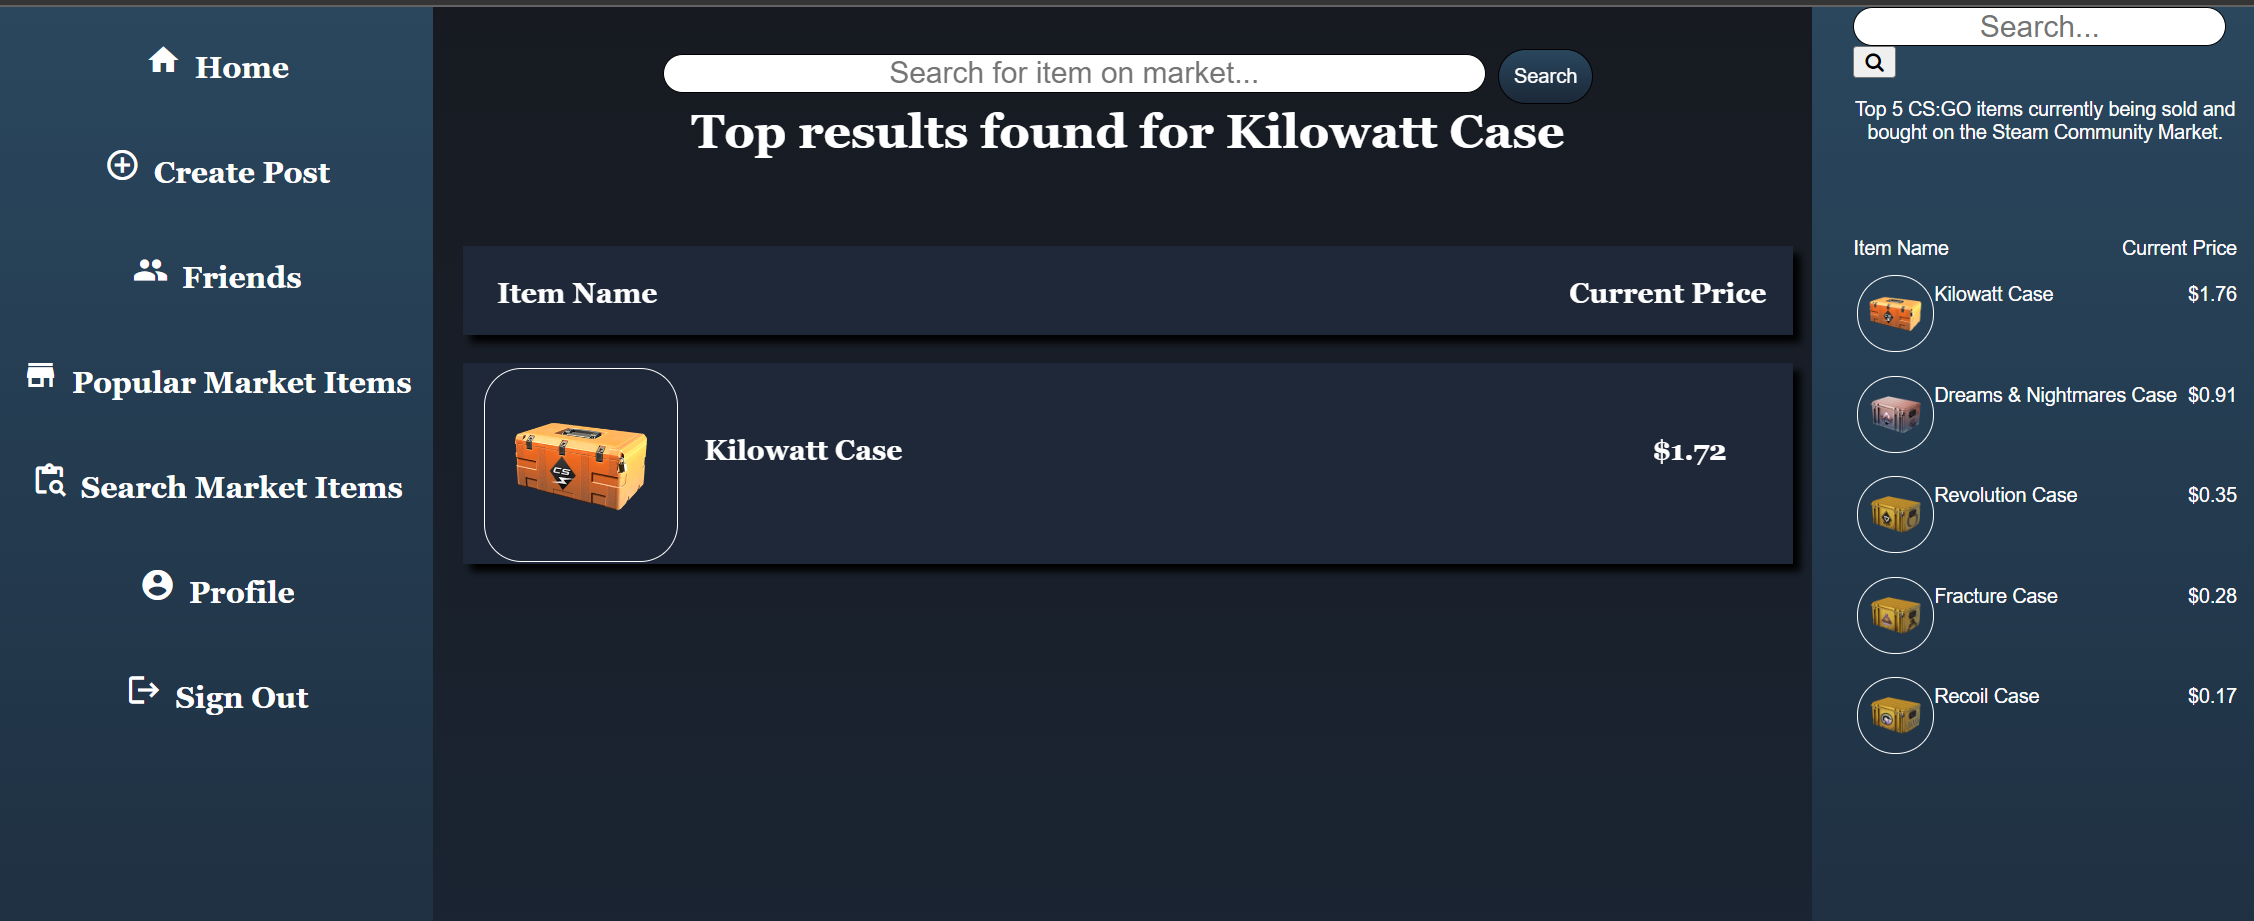 Home
Create Post
Friends
Popular Market Items
Search Market Items
Profile
Sign Out
Search for item on market...
Search
Top results found for Kilowatt Case
Item Name Current Price
CS
Kilowatt Case $1.72
Search...
Top 5 CS:GO items currently being sold and
bought on the Steam Community Market.
Item Name Current Price
Kilowatt Case $1.76
Dreams & Nightmares Case $0.91
Revolution Case $0.35
Fracture Case $0.28
Recoil Case $0.17